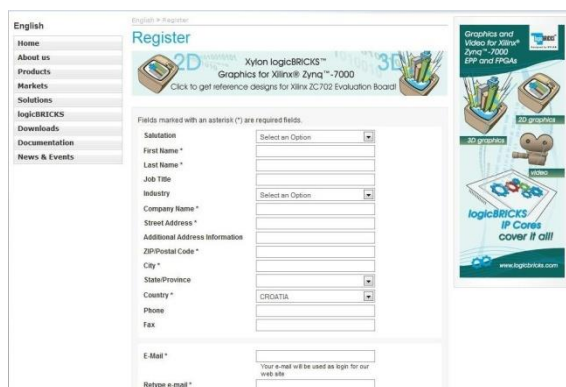 English
Home
About us
Products
Markets
Solutions
logicBRICKS
Downloads
Documentation
News & Events
English > Register
Register
2D
3D
Xylon logicBRICKS™
Graphics for Xilinx® Zynq™-7000
Click to get reference designs for Xilinx ZC702 Evaluation Board!
Fields marked with an asterisk (*) are required fields.
Salutation
Select an Option
First Name *
Last Name *
Job Title
Industry
Select an Option
Company Name *
Street Address *
Additional Address Information
ZIP/Postal Code *
City *
State/Province
Country *
CROATIA
Phone
Fax
E-Mail *
Your e-mail will be used as login for our
web site
Retype e-mail *
Graphics and
Video for Xilinx®
Zynq™-7000
EPP and FPGAs
2D graphics
3D graphics
video
logicBRICKS
IP Cores
cover it all!
www.logicbricks.com